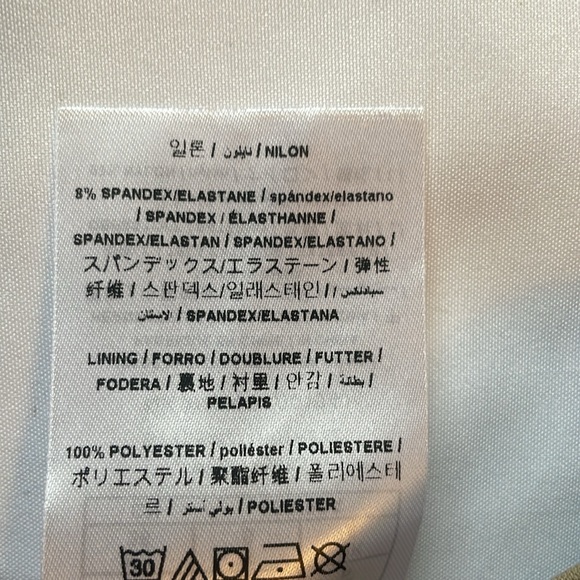 일론 / نايلون / NILON
8% SPANDEX/ELASTANE / spándex/elastano
/ SPANDEX / ÉLASTHANNE /
SPANDEX/ELASTAN / SPANDEX/ELASTANO /
スパンデックス/エラステーン / 弾性
纤维 / 스판덱스/일래스테인 / سباندكس/
الاستان / SPANDEX/ELASTANA
LINING / FORRO / DOUBLURE / FUTTER /
FODERA / 裏地 / 衬里 / 안감 / بطانة /
PELAPIS
100% POLYESTER / poliéster / POLIESTERE /
ポリエステル / 聚酯纤维 / 폴리에스테
르 / بولي أستر / POLIESTER
30